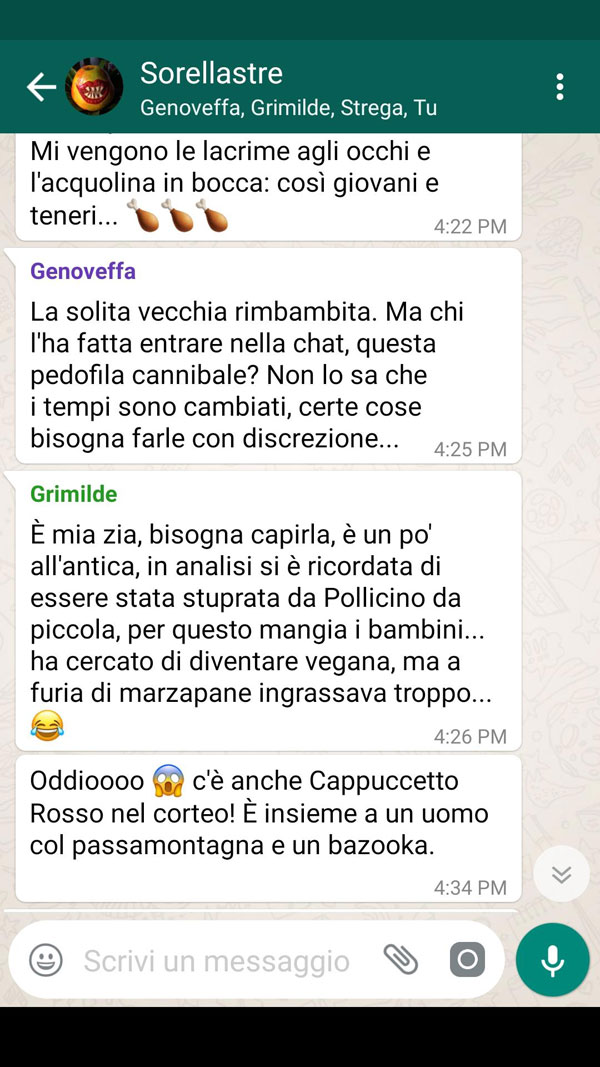 Sorellastre
Genoveffa, Grimilde, Strega, Tu
Mi vengono le lacrime agli occhi e
l'acquolina in bocca: così giovani e
teneri... 🍗🍗🍗
4:22 PM
Genoveffa
La solita vecchia rimbambita. Ma chi
l'ha fatta entrare nella chat, questa
pedofila cannibale? Non lo sa che
i tempi sono cambiati, certe cose
bisogna farle con discrezione...
4:25 PM
Grimilde
È mia zia, bisogna capirla, è un po'
all'antica, in analisi si è ricordata di
essere stata stuprata da Pollicino da
piccola, per questo mangia i bambini...
ha cercato di diventare vegana, ma a
furia di marzapane ingrassava troppo...
😂
4:26 PM
Oddioooo 😱 c'è anche Cappuccetto
Rosso nel corteo! È insieme a un uomo
col passamontagna e un bazooka.
4:34 PM
Scrivi un messaggio